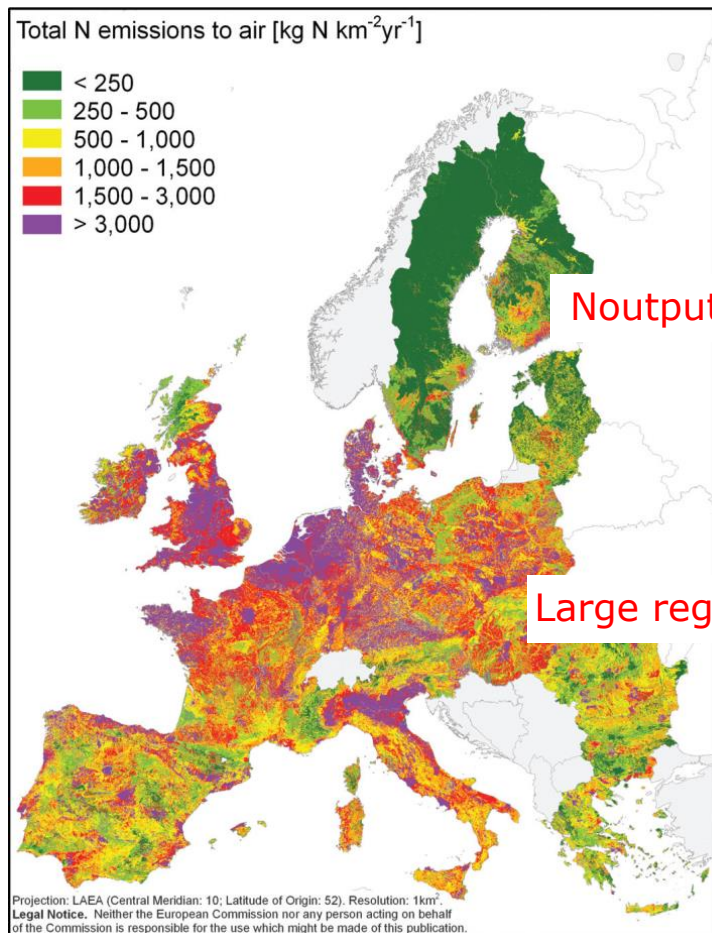 Total N emissions to air [kg N km⁻²yr⁻¹]
< 250
250 - 500
500 - 1,000
1,000 - 1,500
1,500 - 3,000
> 3,000
Noutput
Large reg
Projection: LAEA (Central Meridian: 10; Latitude of Origin: 52). Resolution: 1km².
Legal Notice. Neither the European Commission nor any person acting on behalf
of the Commission is responsible for the use which might be made of this publication.